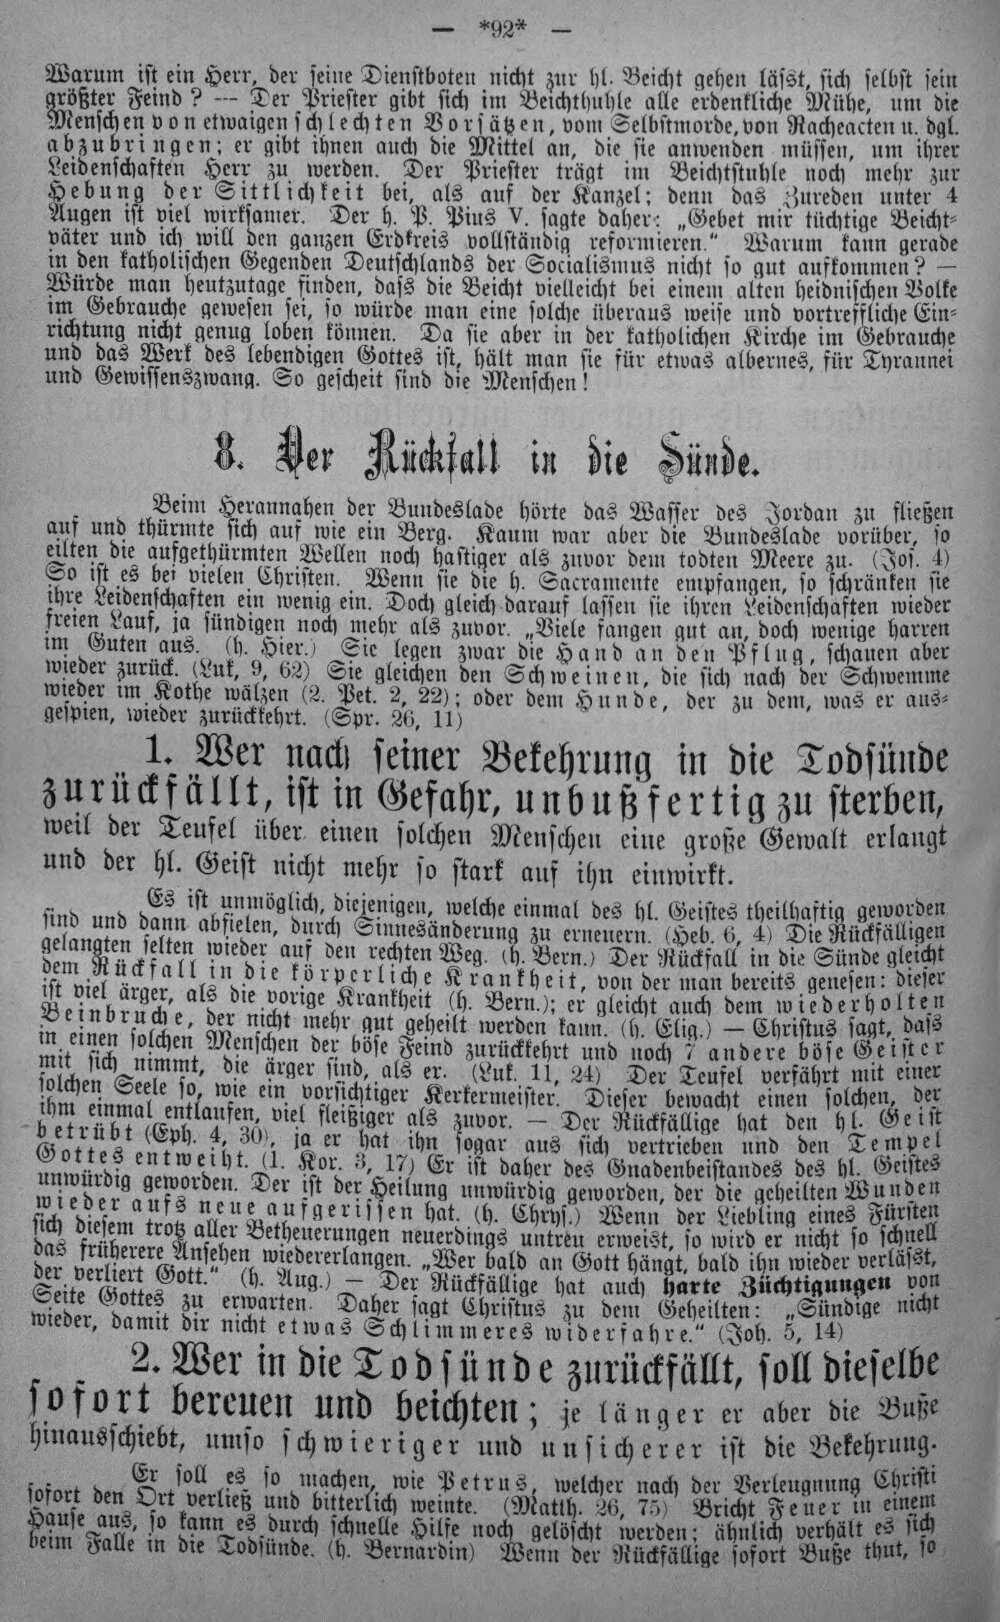 — *92* —
Warum ist ein Herr, der seine Dienstboten nicht zur hl. Beicht gehen lässt, sich selbst sein
größter Feind? –– Der Priester gibt sich im Beichthuhle alle erdenkliche Mühe, um die
Menschen von etwaigen schlechten Vorsätzen, vom Selbstmorde, von Racheacten u. dgl.
abzubringen; er gibt ihnen auch die Mittel an, die sie anwenden müssen, um ihrer
Leidenschaften Herr zu werden. Der Priester trägt im Beichtstuhle noch mehr zur
Hebung der Sittlichkeit bei, als auf der Kanzel; denn das Zureden unter 4
Augen ist viel wirksamer. Der h. P. Pius V. sagte daher: „Gebet mir tüchtige Beicht-
väter und ich will den ganzen Erdkreis vollständig reformieren.“ Warum kann gerade
in den katholischen Gegenden Deutschlands der Socialismus nicht so gut aufkommen? —
Würde man heutzutage finden, dass die Beicht vielleicht bei einem alten heidnischen Volke
im Gebrauche gewesen sei, so würde man eine solche überaus weise und vortreffliche Ein-
richtung nicht genug loben können. Da sie aber in der katholischen Kirche im Gebrauche
und das Werk des lebendigen Gottes ist, hält man sie für etwas albernes, für Tyrannei
und Gewissenszwang. So gescheit sind die Menschen!
8. Der Rückfall in die Sünde.
Beim Herannahen der Bundeslade hörte das Wasser des Jordan zu fließen
auf und thürmte sich auf wie ein Berg. Kaum war aber die Bundeslade vorüber, so
eilten die aufgethürmten Wellen noch hastiger als zuvor dem todten Meere zu. (Jos. 4)
So ist es bei vielen Christen. Wenn sie die h. Sacramente empfangen, so schränken sie
ihre Leidenschaften ein wenig ein. Doch gleich darauf lassen sie ihren Leidenschaften wieder
freien Lauf, ja sündigen noch mehr als zuvor. „Viele fangen gut an, doch wenige harren
im Guten aus. (h. Hier.) Sie legen zwar die Hand an den Pflug, schauen aber
wieder zurück. (Luk, 9, 62) Sie gleichen den Schweinen, die sich nach der Schwemme
wieder im Kothe wälzen (2. Pet. 2, 22); oder dem Hunde, der zu dem, was er aus-
gespien, wieder zurückkehrt. (Spr. 26, 11)
1. Wer nach seiner Bekehrung in die Todsünde
zurückfällt, ist in Gefahr, unbußfertig zu sterben,
weil der Teufel über einen solchen Menschen eine große Gewalt erlangt
und der hl. Geist nicht mehr so stark auf ihn einwirkt.
Es ist unmöglich, diejenigen, welche einmal des hl. Geistes theilhaftig geworden
sind und dann abfielen, durch Sinnesänderung zu erneuern. (Heb. 6, 4) Die Rückfälligen
gelangten selten wieder auf den rechten Weg. (h. Bern.) Der Rückfall in die Sünde gleicht
dem Rückfall in die körperliche Krankheit, von der man bereits genesen: dieser
ist viel ärger, als die vorige Krankheit (h. Bern.); er gleicht auch dem wiederholten
Beinbruche, der nicht mehr gut geheilt werden kann. (h. Elig.) — Christus sagt, dass
in einen solchen Menschen der böse Feind zurückkehrt und noch 7 andere böse Geister
mit sich nimmt, die ärger sind, als er. (Luk. 11, 24) Der Teufel verfährt mit einer
solchen Seele so, wie ein vorsichtiger Kerkermeister. Dieser bewacht einen solchen, der
ihm einmal entlaufen, viel fleißiger als zuvor. — Der Rückfällige hat den hl. Geist
betrübt (Eph. 4, 30), ja er hat ihn sogar aus sich vertrieben und den Tempel
Gottes entweiht. (1. Kor. 3, 17) Er ist daher des Gnadenbeistandes des hl. Geistes
unwürdig geworden. Der ist der Heilung unwürdig geworden, der die geheilten Wunden
wieder aufs neue aufgerissen hat. (h. Chrys.) Wenn der Liebling eines Fürsten
sich diesem trotz aller Betheuerungen neuerdings untreu erweist, so wird er nicht so schnell
das früherere Ansehen wiedererlangen. „Wer bald an Gott hängt, bald ihn wieder verlässt,
der verliert Gott.“ (h. Aug.) — Der Rückfällige hat auch harte Züchtigungen von
Seite Gottes zu erwarten. Daher sagt Christus zu dem Geheilten: „Sündige nicht
wieder, damit dir nicht etwas Schlimmeres widerfahre.“ (Joh. 5, 14)
2. Wer in die Todsünde zurückfällt, soll dieselbe
sofort bereuen und beichten; je länger er aber die Buße
hinausschiebt, umso schwieriger und unsicherer ist die Bekehrung.
Er soll es so machen, wie Petrus, welcher nach der Verleugnung Christi
sofort den Ort verließ und bitterlich weinte. (Matth. 26, 75) Bricht Feuer in einem
Hause aus, so kann es durch schnelle Hilfe noch gelöscht werden; ähnlich verhält es sich
beim Falle in die Todsünde. (h. Bernardin) Wenn der Rückfällige sofort Buße thut, so